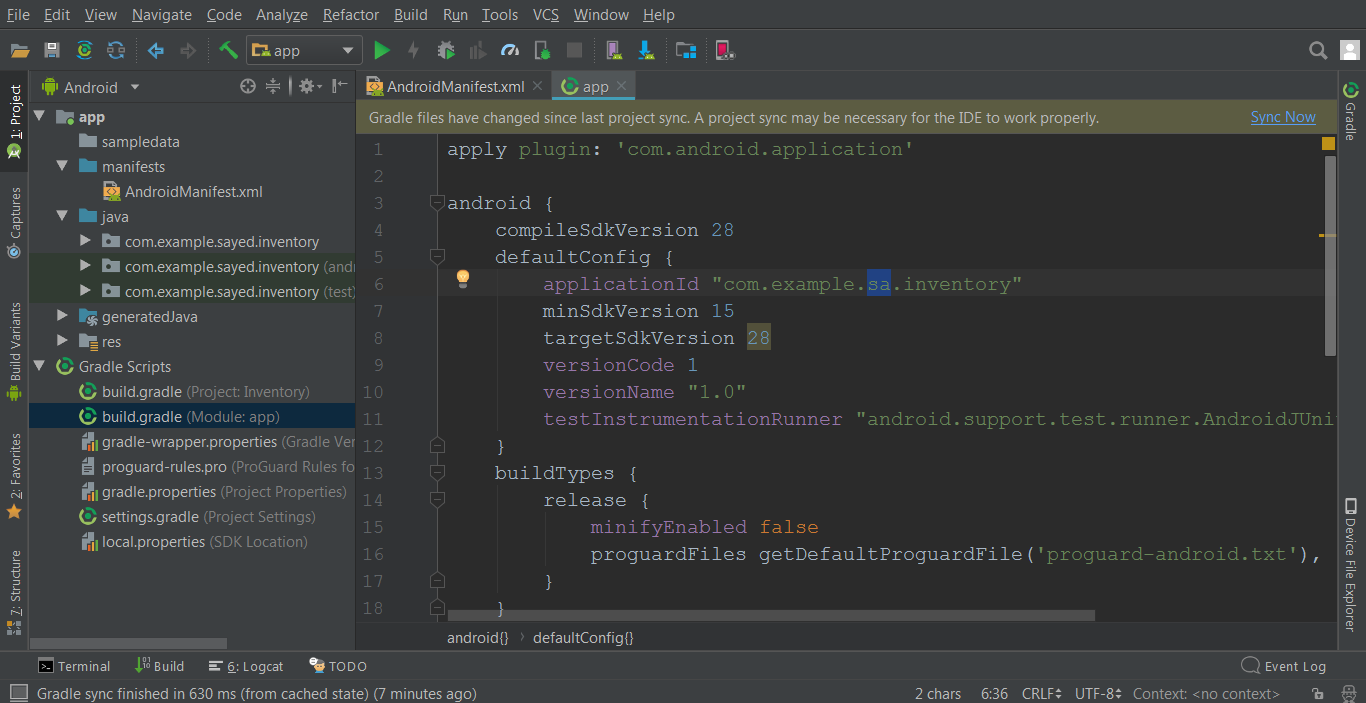 File Edit View Navigate Code Analyze Refactor Build Run Tools VCS Window Help
app
Android
AndroidManifest.xml
app
Gradle files have changed since last project sync. A project sync may be necessary for the IDE to work properly.
Sync Now
1: Project
Captures
Build Variants
2: Favorites
7: Structure
app
sampledata
manifests
AndroidManifest.xml
java
com.example.sayed.inventory
com.example.sayed.inventory (and
com.example.sayed.inventory (test)
generatedJava
res
Gradle Scripts
build.gradle (Project: Inventory)
build.gradle (Module: app)
gradle-wrapper.properties (Gradle Ver
proguard-rules.pro (ProGuard Rules fo
gradle.properties (Project Properties)
settings.gradle (Project Settings)
local.properties (SDK Location)
1 apply plugin: 'com.android.application'
2
3 android {
4 compileSdkVersion 28
5 defaultConfig {
6 applicationId "com.example.sa.inventory"
7 minSdkVersion 15
8 targetSdkVersion 28
9 versionCode 1
10 versionName "1.0"
11 testInstrumentationRunner "android.support.test.runner.AndroidJUni
12 }
13 buildTypes {
14 release {
15 minifyEnabled false
16 proguardFiles getDefaultProguardFile('proguard-android.txt'),
17 }
18 }
android{} › defaultConfig{}
Gradle
Device File Explorer
Terminal
Build
6: Logcat
TODO
Event Log
Gradle sync finished in 630 ms (from cached state) (7 minutes ago)
2 chars 6:36 CRLF UTF-8 Context: <no context>